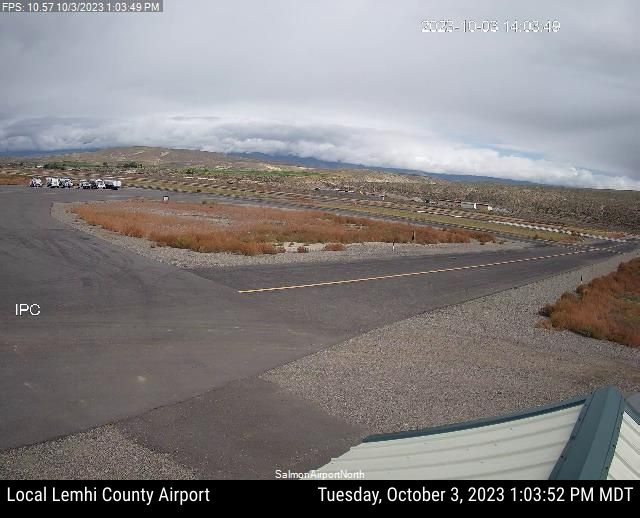 FPS: 10.57 10/3/2023 1:03:49 PM
2023-10-03 14:03:49
IPC
SalmonAirportNorth
Local Lemhi County Airport
Tuesday, October 3, 2023 1:03:52 PM MDT